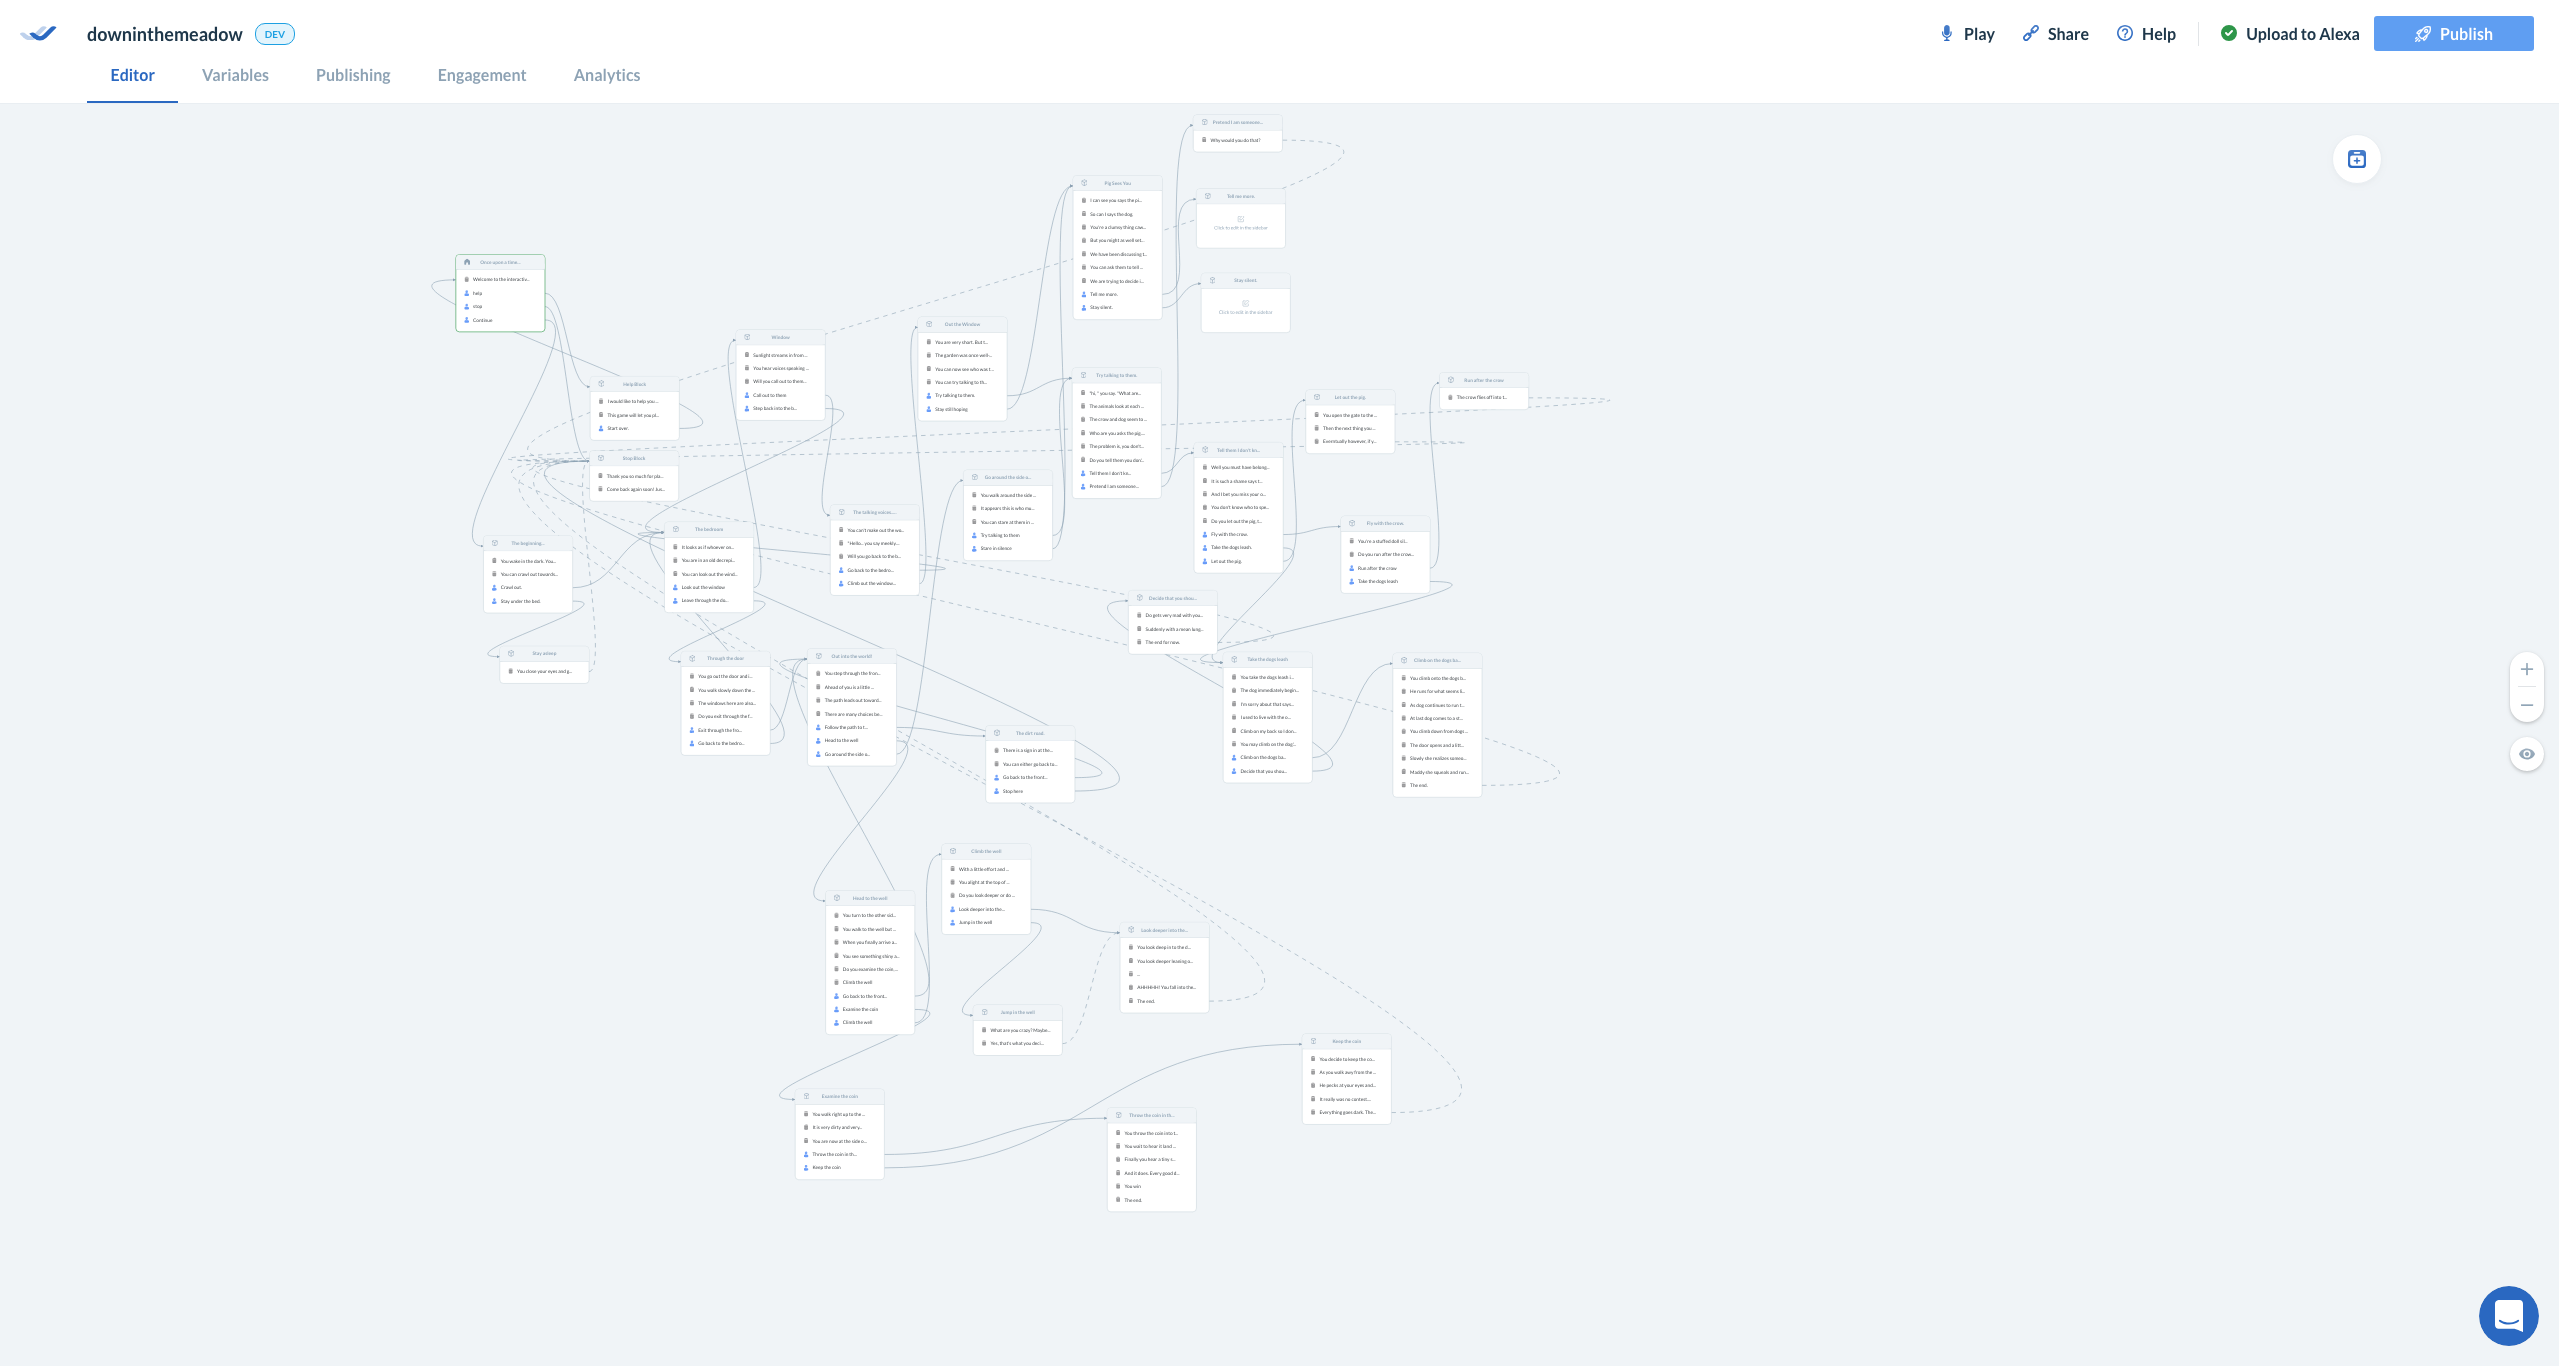 downinthemeadow
DEV
Play
Share
Help
Upload to Alexa
Publish
Editor
Variables
Publishing
Engagement
Analytics
Pretend I am someon...
Why would you do that?
Pig Sees You
I can see you says the pi...
So can I says the dog.
You're a clumsy thing caw...
But you might as well set...
We have been discussing t...
You can ask them to tell ...
We are trying to decide i...
Tell me more.
Stay silent.
Tell me more.
Click to edit in the sidebar
Stay silent.
Click to edit in the sidebar
Once upon a time...
Welcome to the interactiv...
help
stop
Continue
Help Block
I would like to help you ...
This game will let you pl...
Start over.
Stop Block
Thank you so much for pla...
Come back again soon! Jus...
Window
Sunlight streams in from ...
You hear voices speaking ...
Will you call out to them...
Call out to them
Step back into the b...
Out the Window
You are very short. But t...
The garden was once well-...
You can now see who was t...
You can try talking to th...
Try talking to them.
Stay still hoping
Try talking to them.
"hi, " you say. "What are...
The animals look at each ...
The crow and dog seem to ...
Who are you asks the pig...
The problem is, you don't...
Do you tell them you don'...
Tell them I don't kn...
Pretend I am someone...
Let out the pig.
You open the gate to the ...
Then the next thing you ...
Eventually however, if y...
Run after the crow
The crow flies off into t...
Tell them I don't kn...
Well you must have belong...
It is such a shame says t...
And I bet you miss your o...
You don't know who to spe...
Do you let out the pig, t...
Fly with the crow.
Take the dogs leash.
Let out the pig.
Fly with the crow.
You're a stuffed doll sil...
Do you run after the crow...
Run after the crow
Take the dogs leash
Go around the side o...
You walk around the side ...
It appears this is who mu...
You can stare at them in ...
Try talking to them
Stare in silence
The talking voices...
You can't make out the wo...
"Hello... you say meekly...
Will you go back to the b...
Go back to the bedro...
Climb out the window...
The beginning...
You wake in the dark. You...
You can crawl out towards...
Crawl out.
Stay under the bed.
The bedroom
It looks as if whoever ow...
You are in an old decrepi...
You can look out the wind...
Look out the window
Leave through the do...
Stay asleep
You close your eyes and g...
Through the door
You go out the door and i...
You walk slowly down the ...
The windows here are also...
Do you exit through the f...
Exit through the fro...
Go back to the bedro...
Out into the world!
You step through the fron...
Ahead of you is a little ...
The path leads out toward...
There are many choices be...
Follow the path to t...
Head to the well
Go around the side o...
The dirt road.
There is a sign in at the...
You can either go back to...
Go back to the front...
Stop here
Decide that you shou...
Do gets very mad with you...
Suddenly with a mean lung...
The end for now.
Take the dogs leash
You take the dogs leash i...
The dog immediately begin...
I'm sorry about that says...
I used to live with the o...
Climb on my back so I don...
You may climb on the dog'...
Climb on the dogs ba...
Decide that you shou...
Climb on the dogs ba...
You climb onto the dogs b...
He runs for what seems li...
As dog continues to run t...
At last dog comes to a st...
You climb down from dogs ...
The door opens and a litt...
Slowly she realizes someo...
Maddy she squeals and run...
The end.
Climb the well
With a little effort and ...
You alight at the top of ...
Do you look deeper or do ...
Look deeper into the...
Jump in the well
Head to the well
You turn to the other sid...
You walk to the well but ...
When you finally arrive a...
You see something shiny a...
Do you examine the coin...
Climb the well
Go back to the front...
Examine the coin
Climb the well
Look deeper into the...
You look deep in to the d...
You look deeper leaning o...
...
AHHHHHH! You fall into the...
The end.
Jump in the well
What are you crazy? Maybe...
Yes, that's what you deci...
Keep the coin
You decide to keep the co...
As you walk away from the ...
He pecks at your eyes and...
It really was no contest...
Everything goes dark. The...
Examine the coin
You walk right up to the ...
It is very dirty and very...
You are now at the side o...
Throw the coin in th...
Keep the coin
Throw the coin in th...
You throw the coin into t...
You wait to hear it land ...
Finally you hear a tiny s...
And it does. Every good d...
You win
The end.